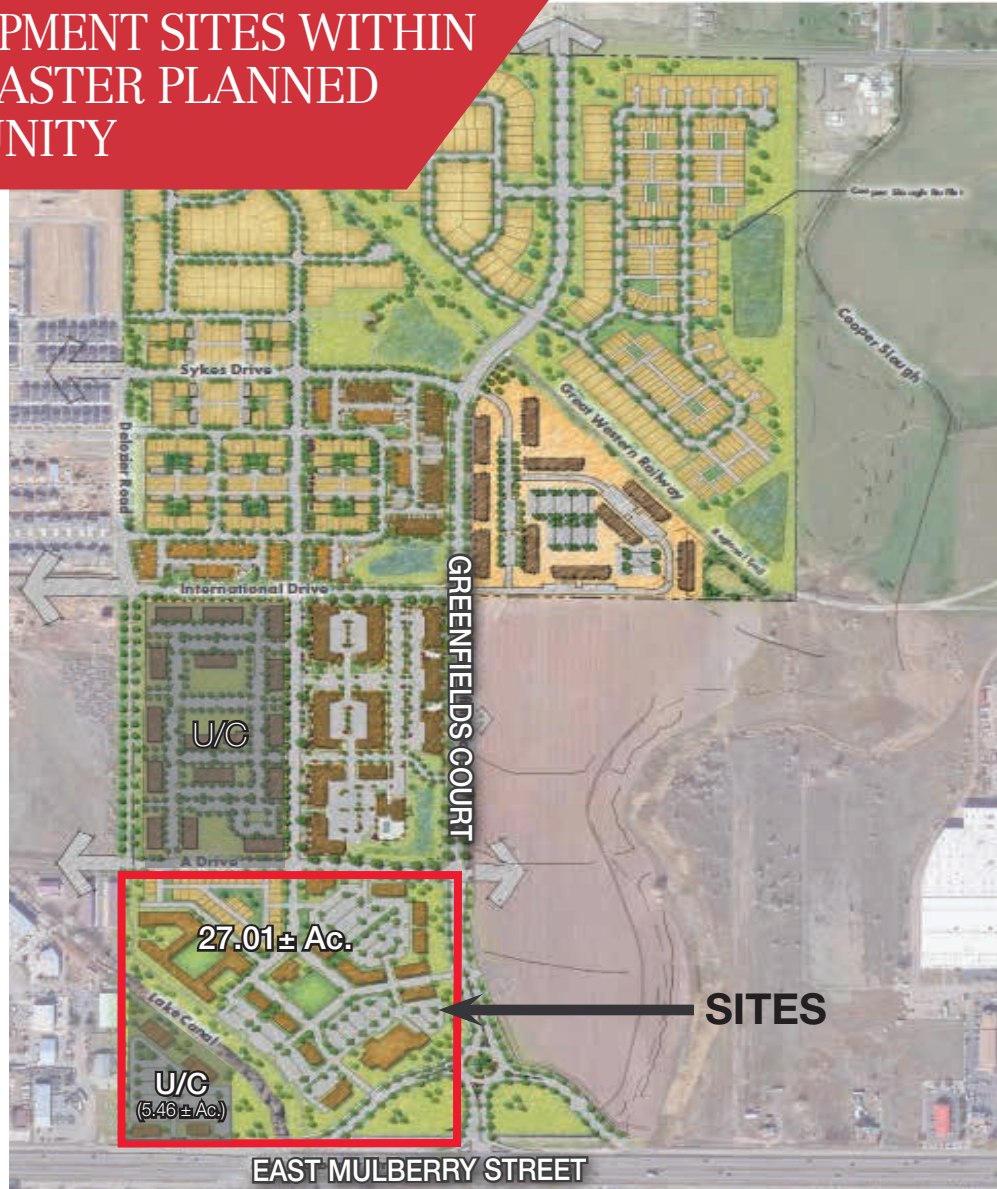 PMENT SITES WITHIN
ASTER PLANNED
UNITY
Cooper Slough
Sykes Drive
Great Western Railway
Delozier Road
International Drive
GREENFIELDS COURT
U/C
A Drive
27.01± Ac.
SITES
Lake Canal
U/C
(5.46 ± Ac.)
EAST MULBERRY STREET